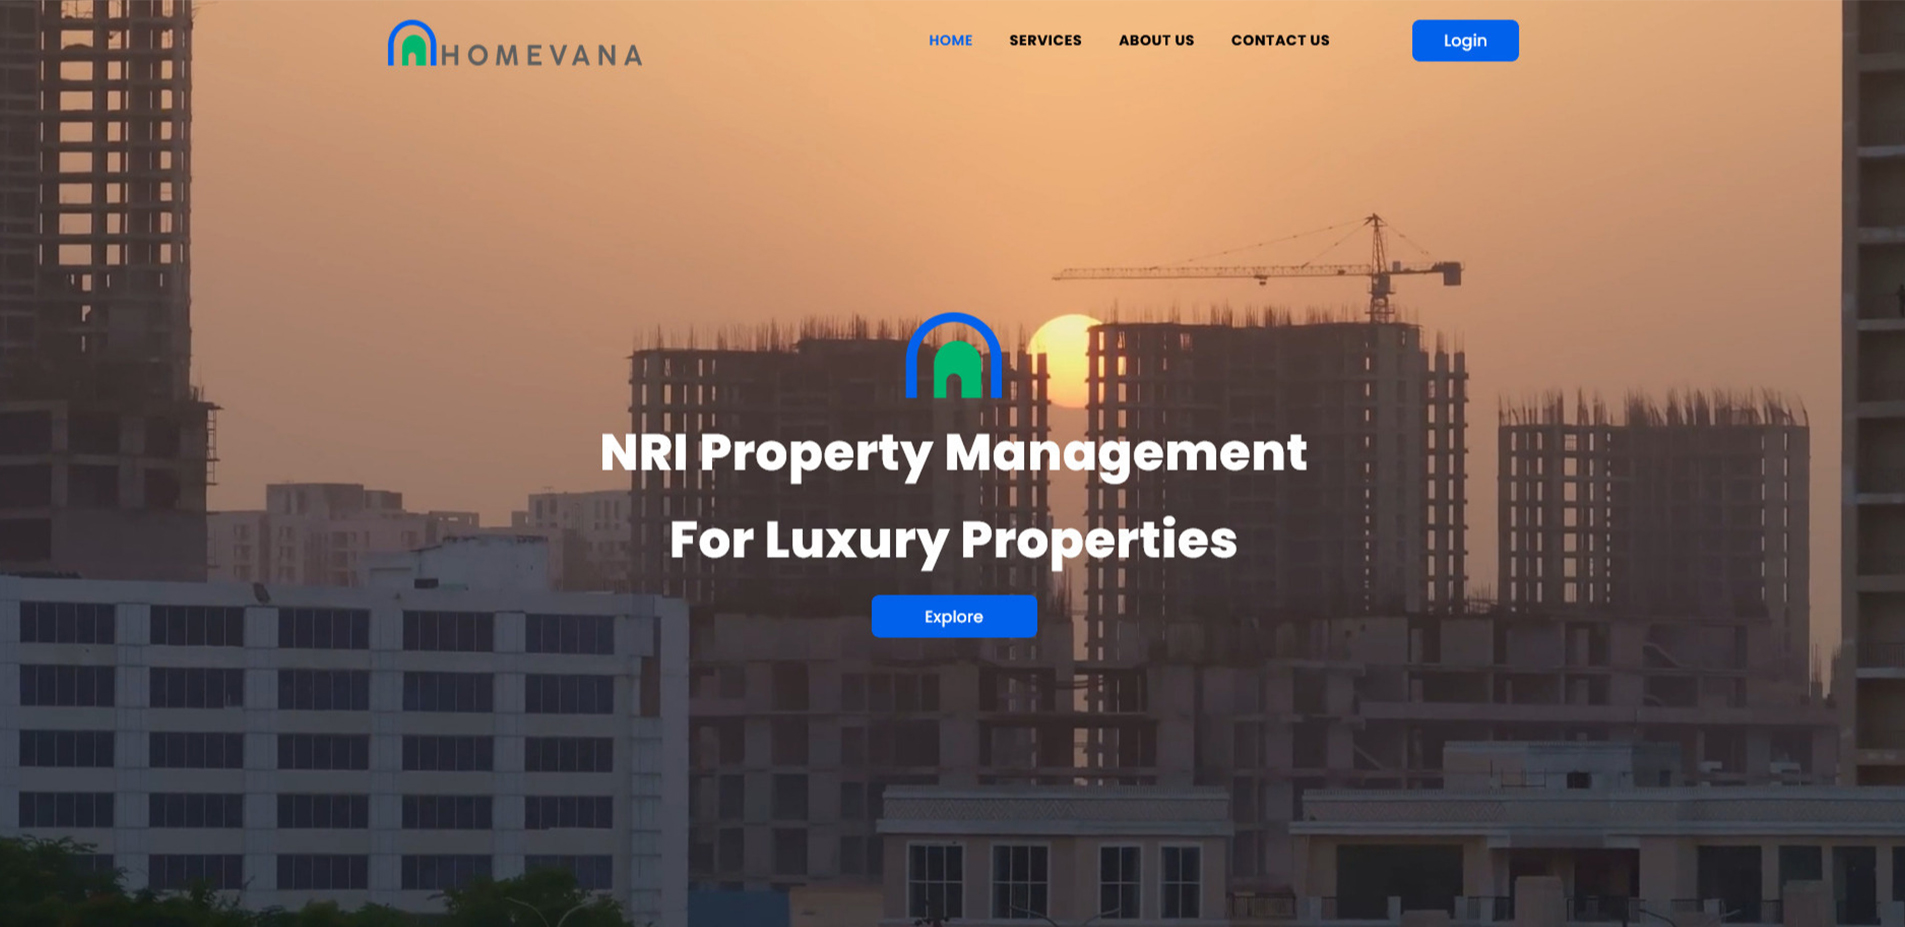 HOMEVANA
HOME SERVICES ABOUT US CONTACT US Login
NRI Property Management
For Luxury Properties
Explore